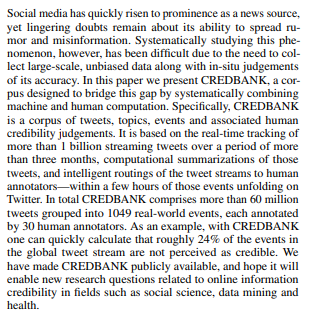 Social media has quickly risen to prominence as a news source,
yet lingering doubts remain about its ability to spread ru-
mor and misinformation. Systematically studying this phe-
nomenon, however, has been difficult due to the need to col-
lect large-scale, unbiased data along with in-situ judgements
of its accuracy. In this paper we present CREDBANK, a cor-
pus designed to bridge this gap by systematically combining
machine and human computation. Specifically, CREDBANK
is a corpus of tweets, topics, events and associated human
credibility judgements. It is based on the real-time tracking of
more than 1 billion streaming tweets over a period of more
than three months, computational summarizations of those
tweets, and intelligent routings of the tweet streams to human
annotators—within a few hours of those events unfolding on
Twitter. In total CREDBANK comprises more than 60 million
tweets grouped into 1049 real-world events, each annotated
by 30 human annotators. As an example, with CREDBANK
one can quickly calculate that roughly 24% of the events in
the global tweet stream are not perceived as credible. We
have made CREDBANK publicly available, and hope it will
enable new research questions related to online information
credibility in fields such as social science, data mining and
health.